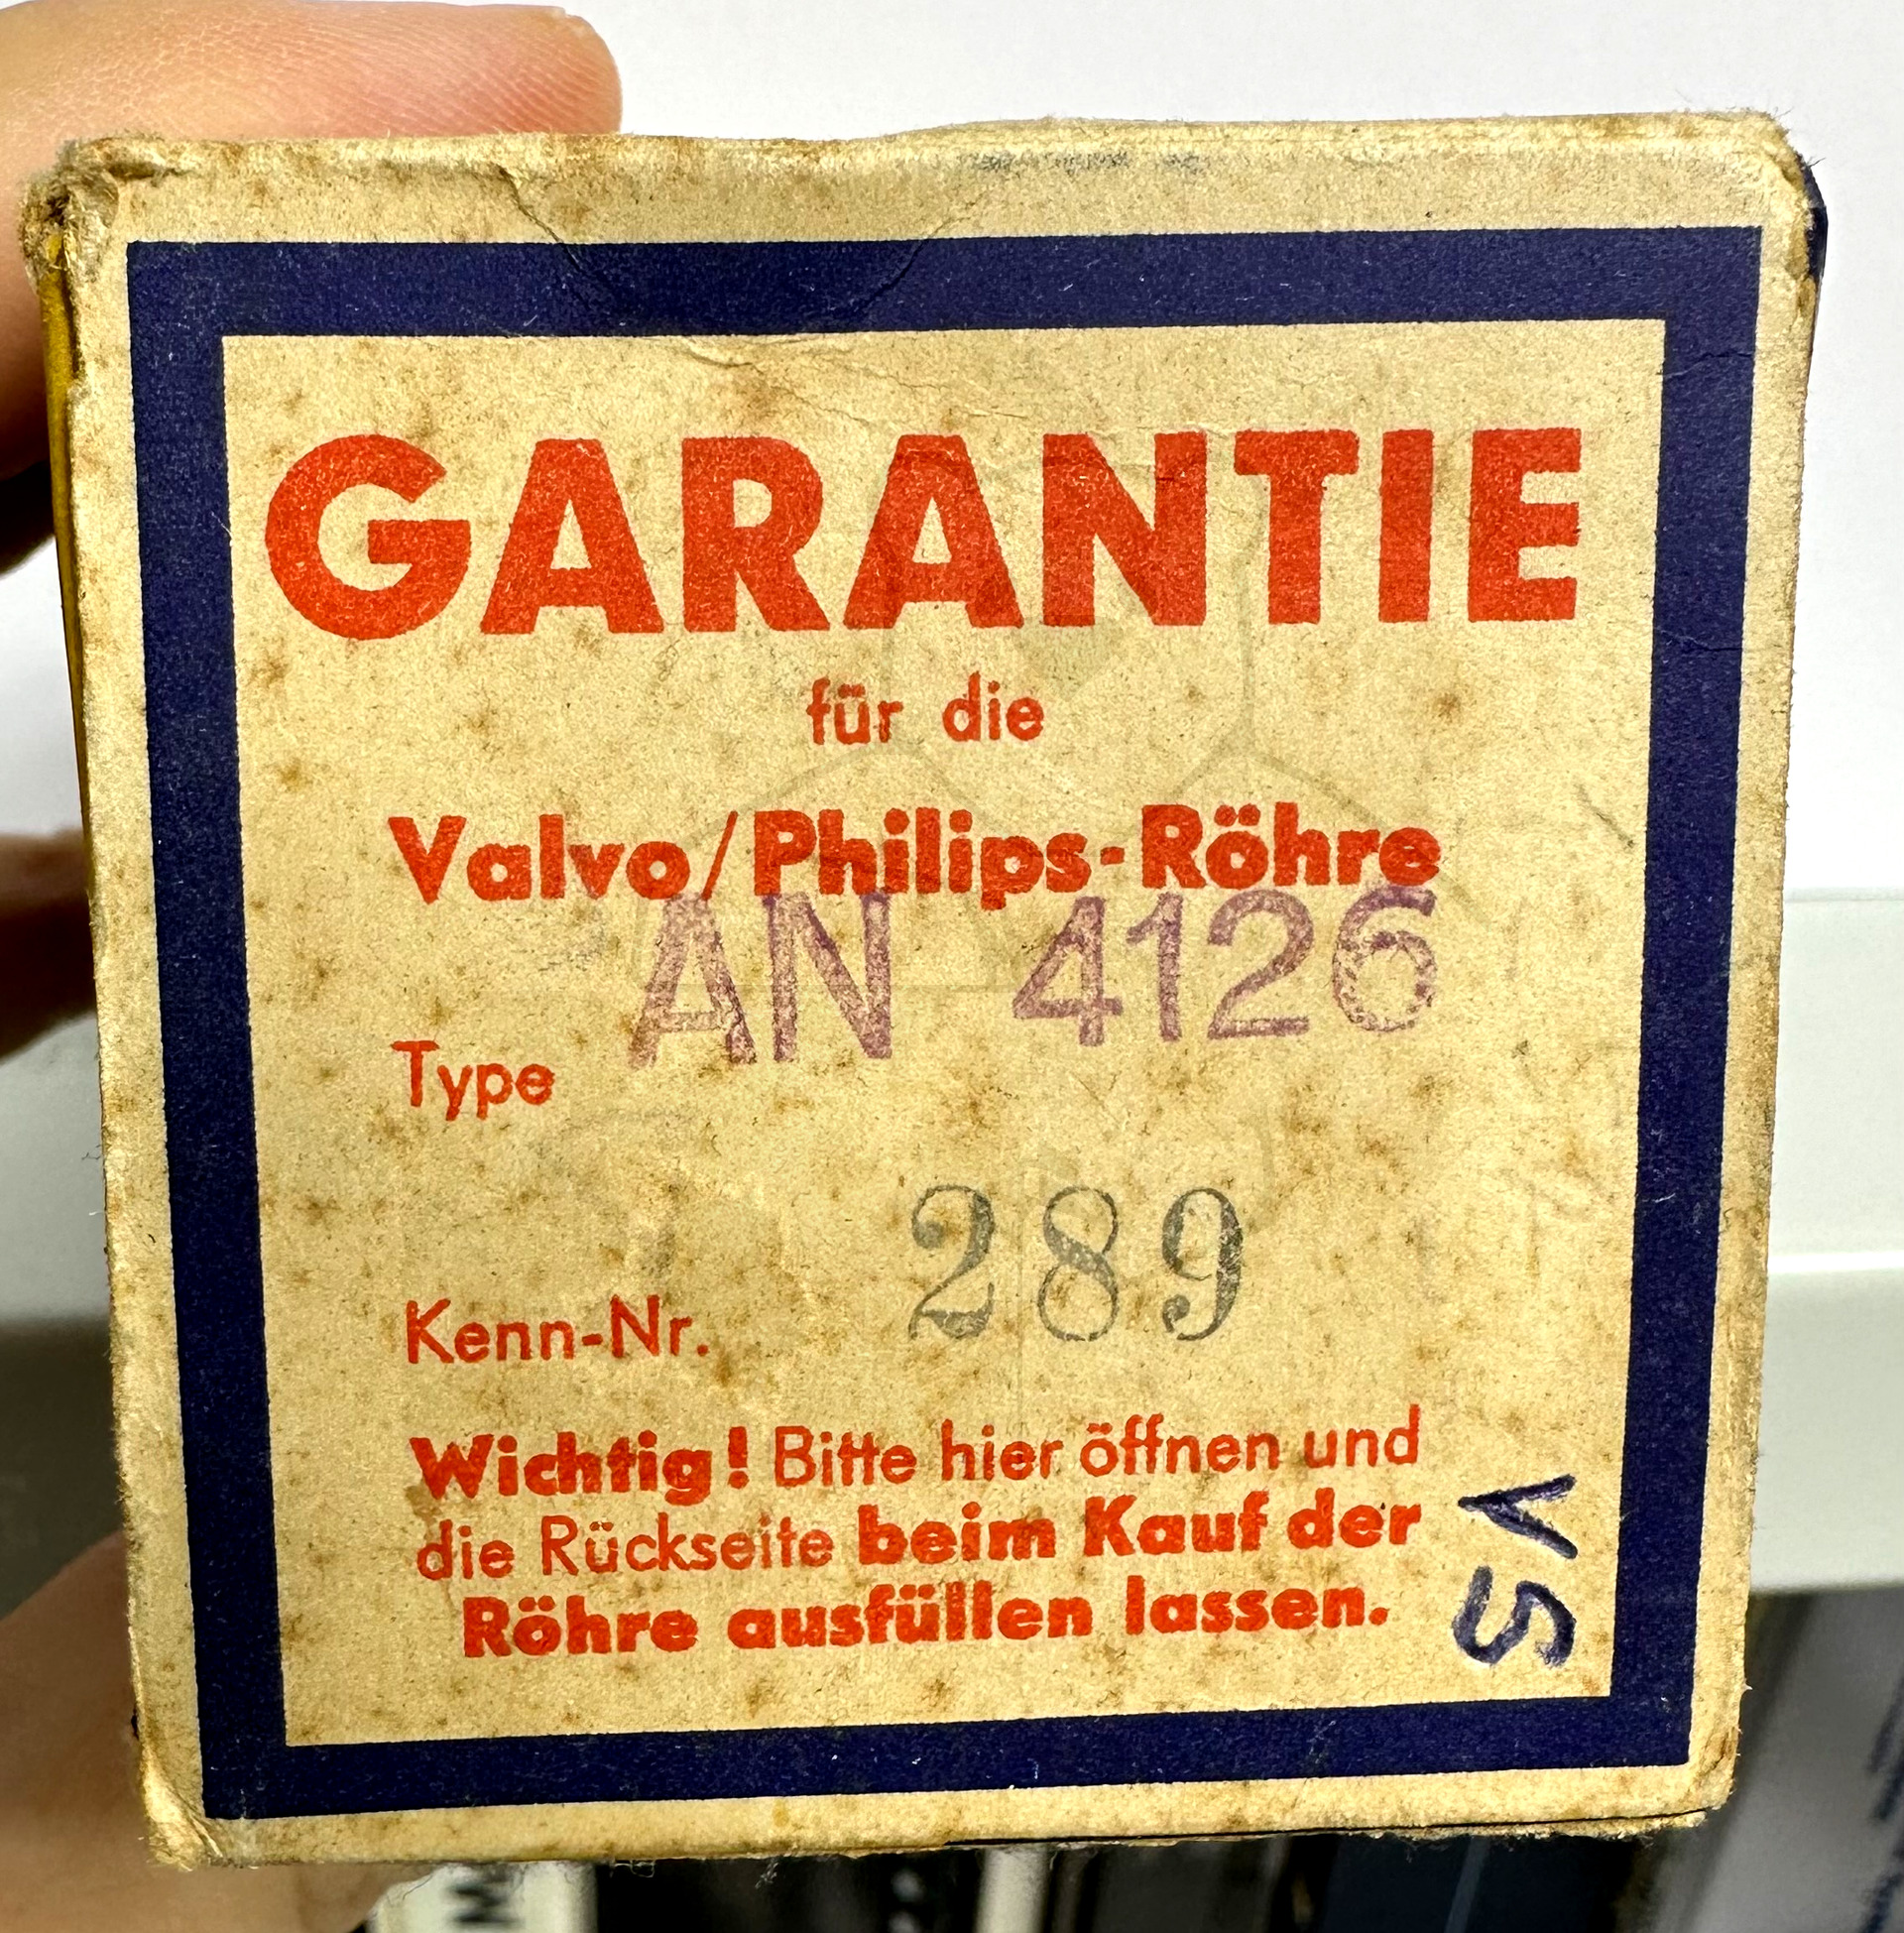 GARANTIE
für die
Valvo/Philips-Röhre
AN 4126
Type
289
Kenn-Nr.
Wichtig! Bitte hier öffnen und
die Rückseite beim Kauf der
Röhre ausfüllen lassen.
V5